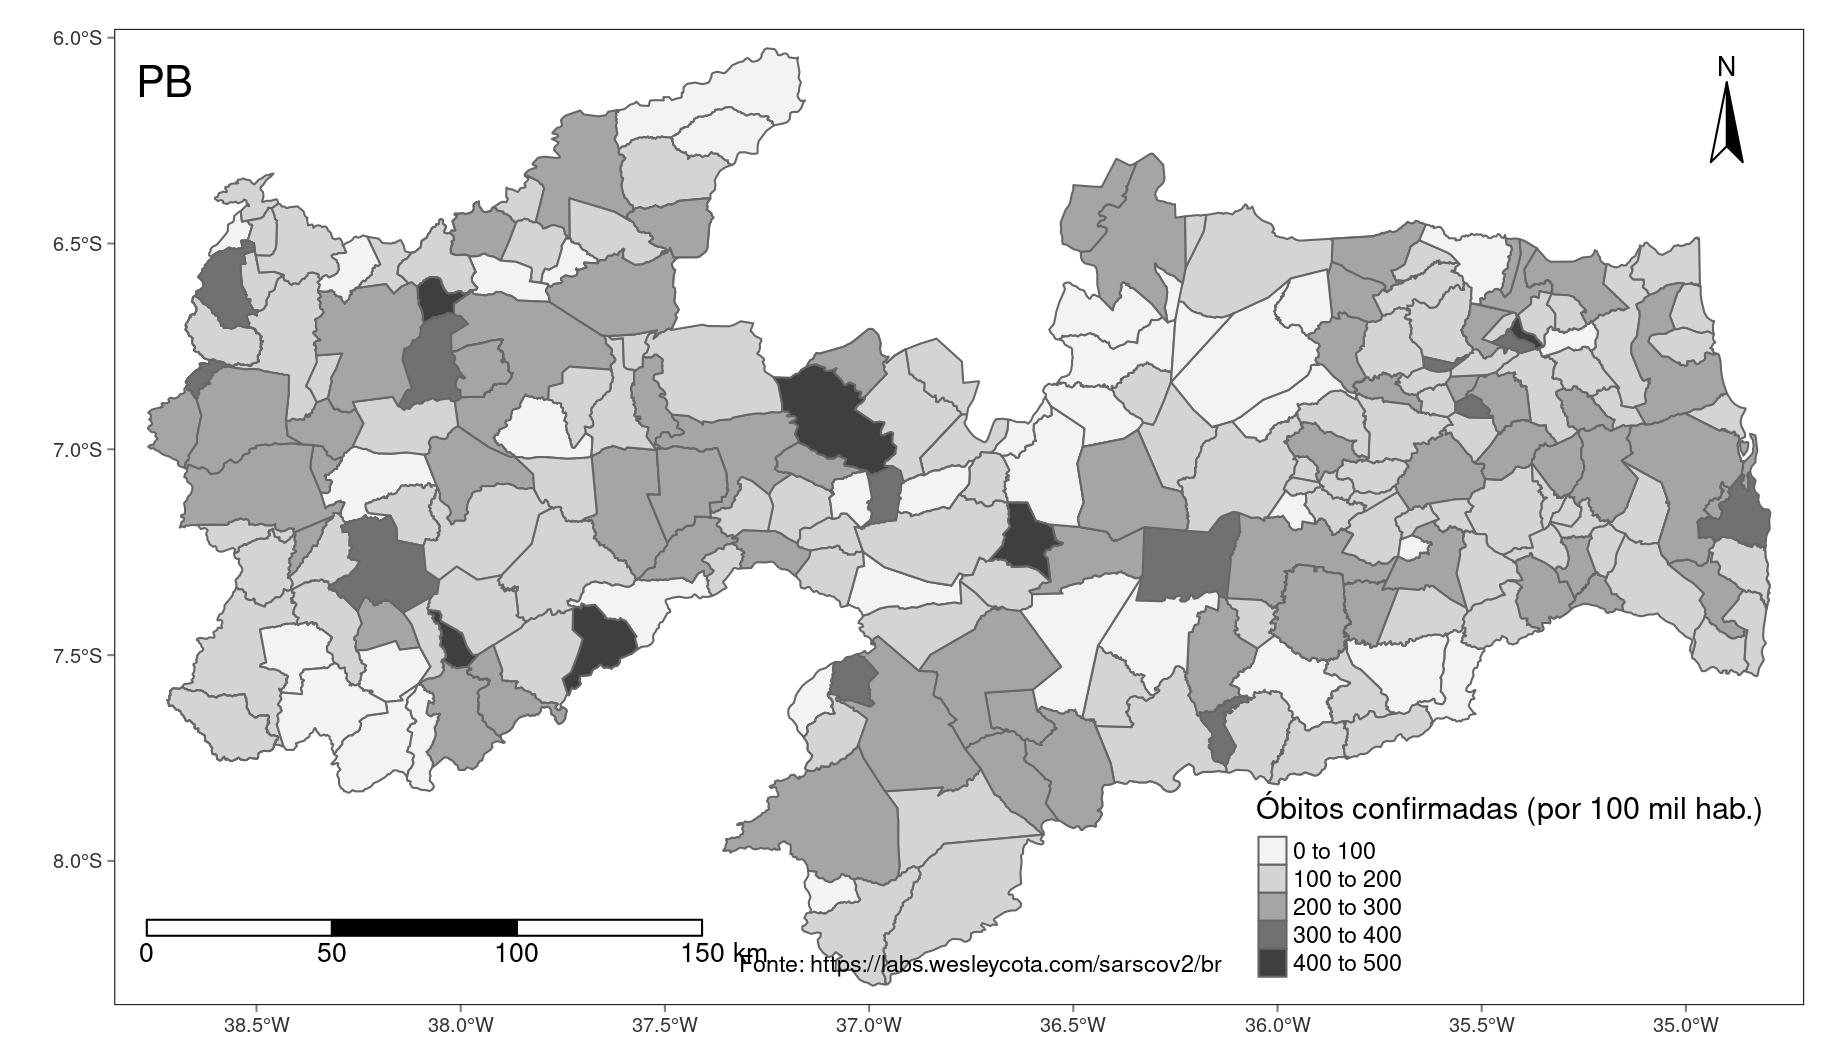 6.0°S
6.5°S
7.0°S
7.5°S
8.0°S
PB
N
Óbitos confirmadas (por 100 mil hab.)
0 to 100
100 to 200
200 to 300
300 to 400
400 to 500
0 50 100 150 km
Fonte: https://labs.wesleycota.com/sarscov2/br
38.5°W 38.0°W 37.5°W 37.0°W 36.5°W 36.0°W 35.5°W 35.0°W